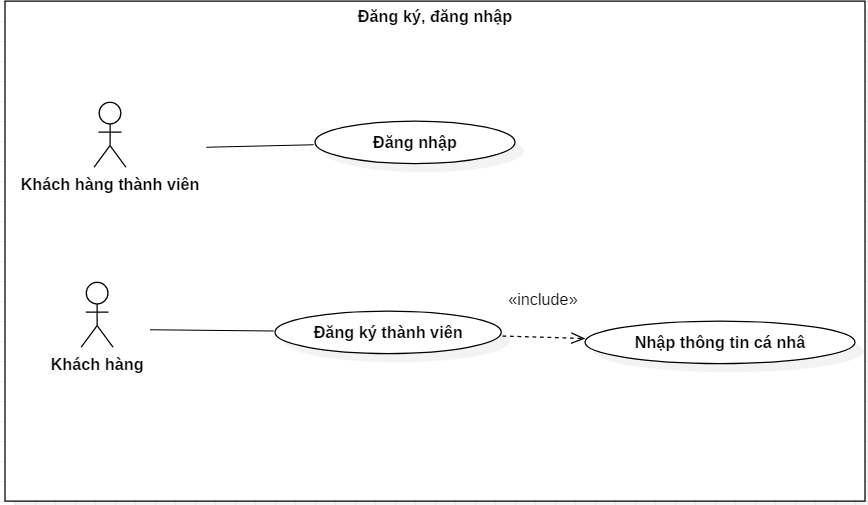 Đăng ký, đăng nhập
Đăng nhập
Khách hàng thành viên
«include»
Đăng ký thành viên
Nhập thông tin cá nhâ
Khách hàng